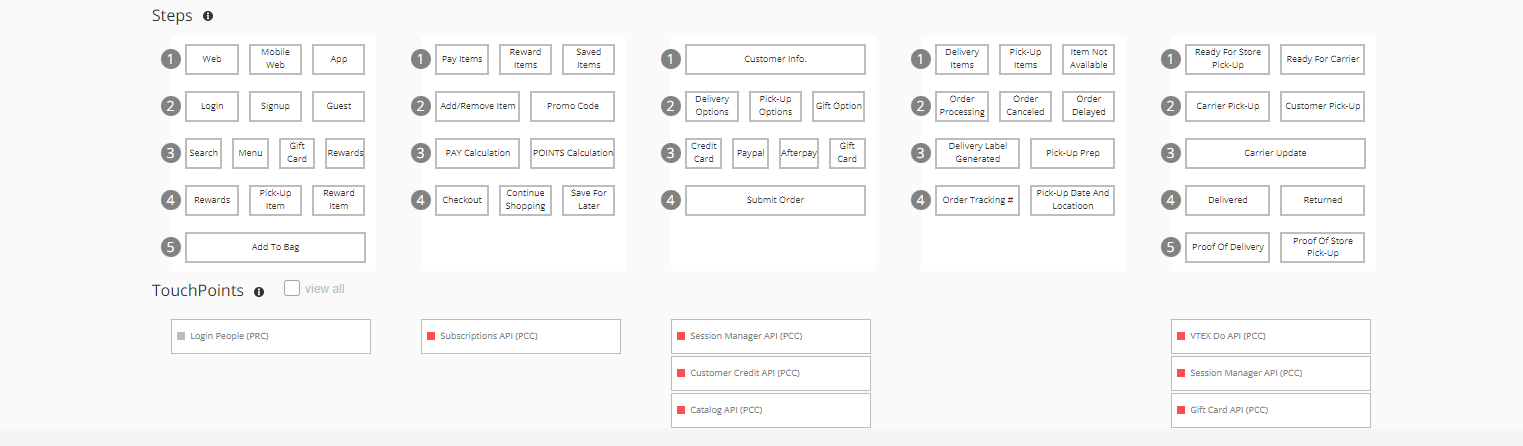 Steps
1 Web Mobile Web App
2 Login Signup Guest
3 Search Menu Gift Card Rewards
4 Rewards Pick-Up Item Reward Item
5 Add To Bag
1 Pay Items Reward Items Saved Items
2 Add/Remove Item Promo Code
3 PAY Calculation POINTS Calculation
4 Checkout Continue Shopping Save For Later
1 Customer Info.
2 Delivery Options Pick-Up Options Gift Option
3 Credit Card Paypal Afterpay Gift Card
4 Submit Order
1 Delivery Items Pick-Up Items Item Not Available
2 Order Processing Order Canceled Order Delayed
3 Delivery Label Generated Pick-Up Prep
4 Order Tracking # Pick-Up Date And Locatioon
1 Ready For Store Pick-Up Ready For Carrier
2 Carrier Pick-Up Customer Pick-Up
3 Carrier Update
4 Delivered Returned
5 Proof Of Delivery Proof Of Store Pick-Up
TouchPoints view all
Login People (PRC)
Subscriptions API (PCC)
Session Manager API (PCC)
Customer Credit API (PCC)
Catalog API (PCC)
VTEX Do API (PCC)
Session Manager API (PCC)
Gift Card API (PCC)